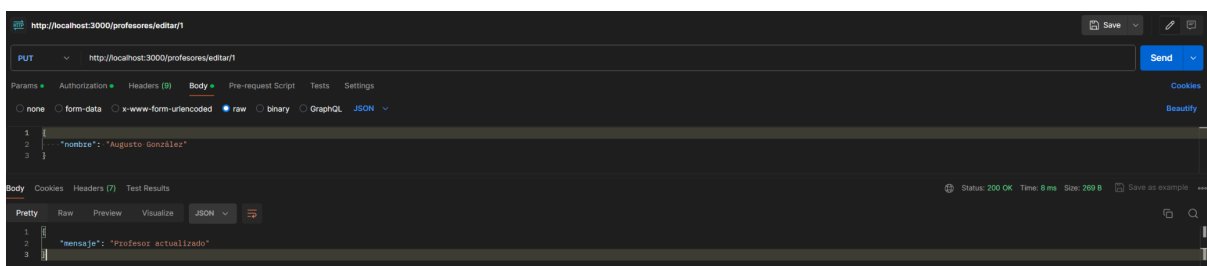 HTTP http://localhost:3000/profesores/editar/1 Save
PUT http://localhost:3000/profesores/editar/1 Send
Params Authorization Headers (9) Body Pre-request Script Tests Settings Cookies
none form-data x-www-form-urlencoded raw binary GraphQL JSON Beautify
1 {
2 "nombre": "Augusto González"
3 }
Body Cookies Headers (7) Test Results Status: 200 OK Time: 8 ms Size: 269 B Save as example
Pretty Raw Preview Visualize JSON
1 {
2 "mensaje": "Profesor actualizado"
3 }